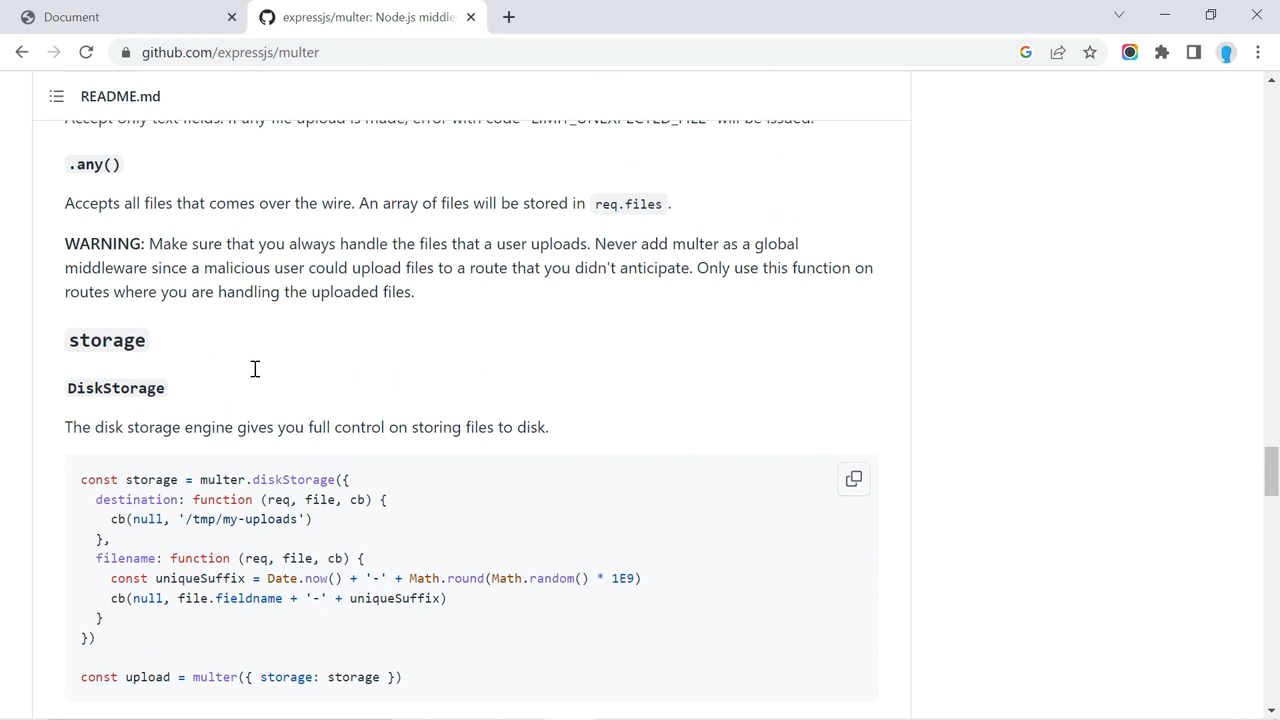 Document
expressjs/multer: Node.js middle
github.com/expressjs/multer
README.md
Accept only text fields. If any file upload is made, error with code "LIMIT_UNEXPECTED_FILE" will be issued.
.any()
Accepts all files that comes over the wire. An array of files will be stored in req.files.
WARNING: Make sure that you always handle the files that a user uploads. Never add multer as a global
middleware since a malicious user could upload files to a route that you didn't anticipate. Only use this function on
routes where you are handling the uploaded files.
storage
DiskStorage
The disk storage engine gives you full control on storing files to disk.
const storage = multer.diskStorage({
  destination: function (req, file, cb) {
    cb(null, '/tmp/my-uploads')
  },
  filename: function (req, file, cb) {
    const uniqueSuffix = Date.now() + '-' + Math.round(Math.random() * 1E9)
    cb(null, file.fieldname + '-' + uniqueSuffix)
  }
})
const upload = multer({ storage: storage })